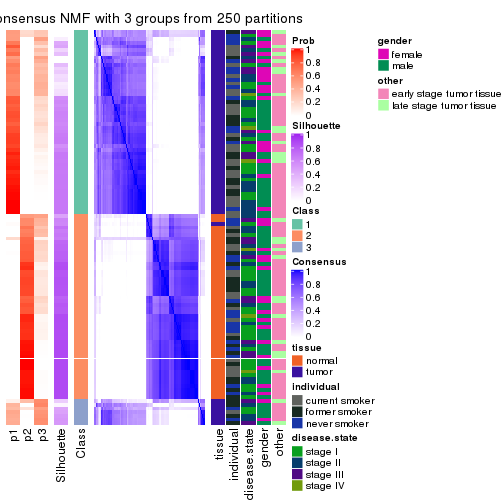 onsensus NMF with 3 groups from 250 partitions
Prob
1
0.8
0.6
0.4
0.2
0
Silhouette
1
0.8
0.6
0.4
0.2
0
Class
1
2
3
Consensus
1
0.8
0.6
0.4
0.2
0
tissue
normal
tumor
individual
current smoker
former smoker
never smoker
disease.state
stage I
stage II
stage III
stage IV
gender
female
male
other
early stage tumor tissue
late stage tumor tissue
p1
p2
p3
Silhouette
Class
tissue
individual
disease.state
gender
other